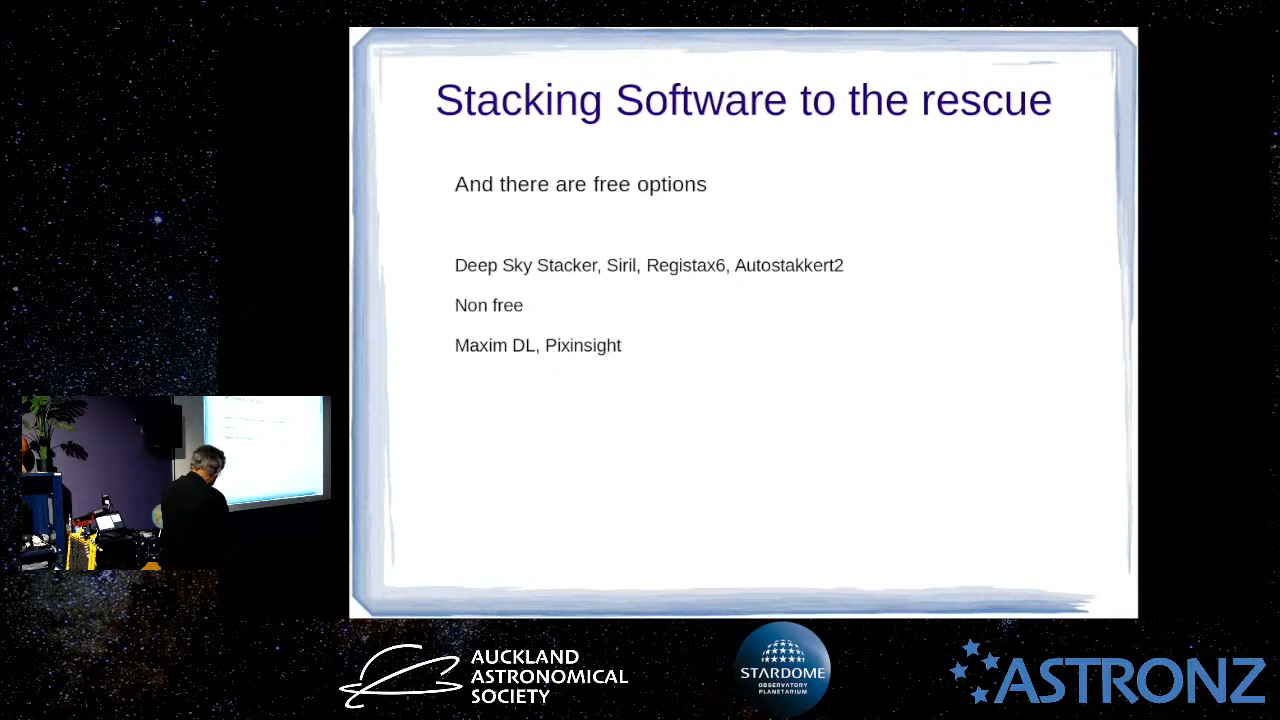 Stacking Software to the rescue
And there are free options
Deep Sky Stacker, Siril, Registax6, Autostakkert2
Non free
Maxim DL, Pixinsight
AUCKLAND
ASTRONOMICAL
SOCIETY
STARDOME
OBSERVATORY
PLANETARIUM
ASTRONZ